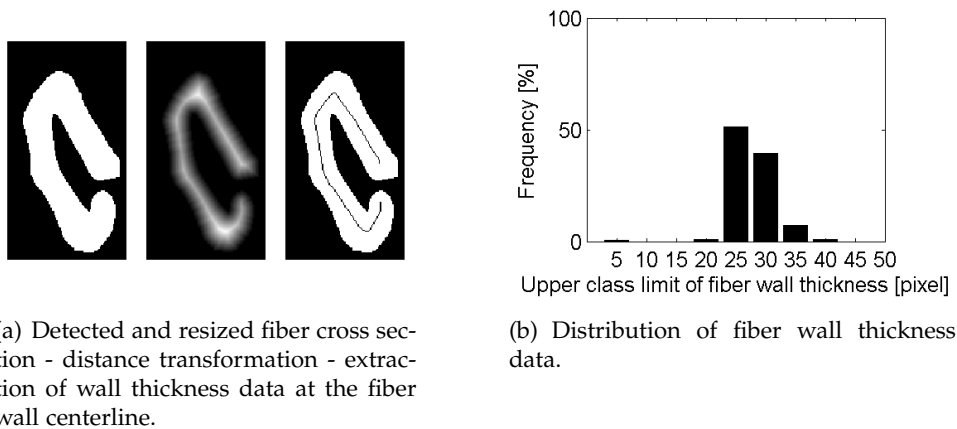 100
50
0
Frequency [%]
5 10 15 20 25 30 35 40 45 50
Upper class limit of fiber wall thickness [pixel]
a) Detected and resized fiber cross sec-
tion - distance transformation - extrac-
tion of wall thickness data at the fiber
wall centerline.
(b) Distribution of fiber wall thickness
data.